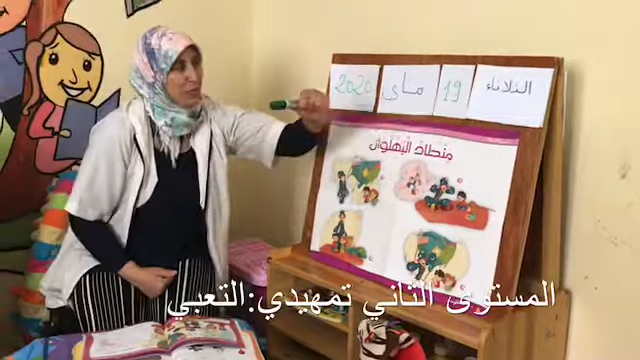 الثلاثاء 19 ماي 2020
منطاد البهلوان
المستوى الثاني تمهيدي:التعبي